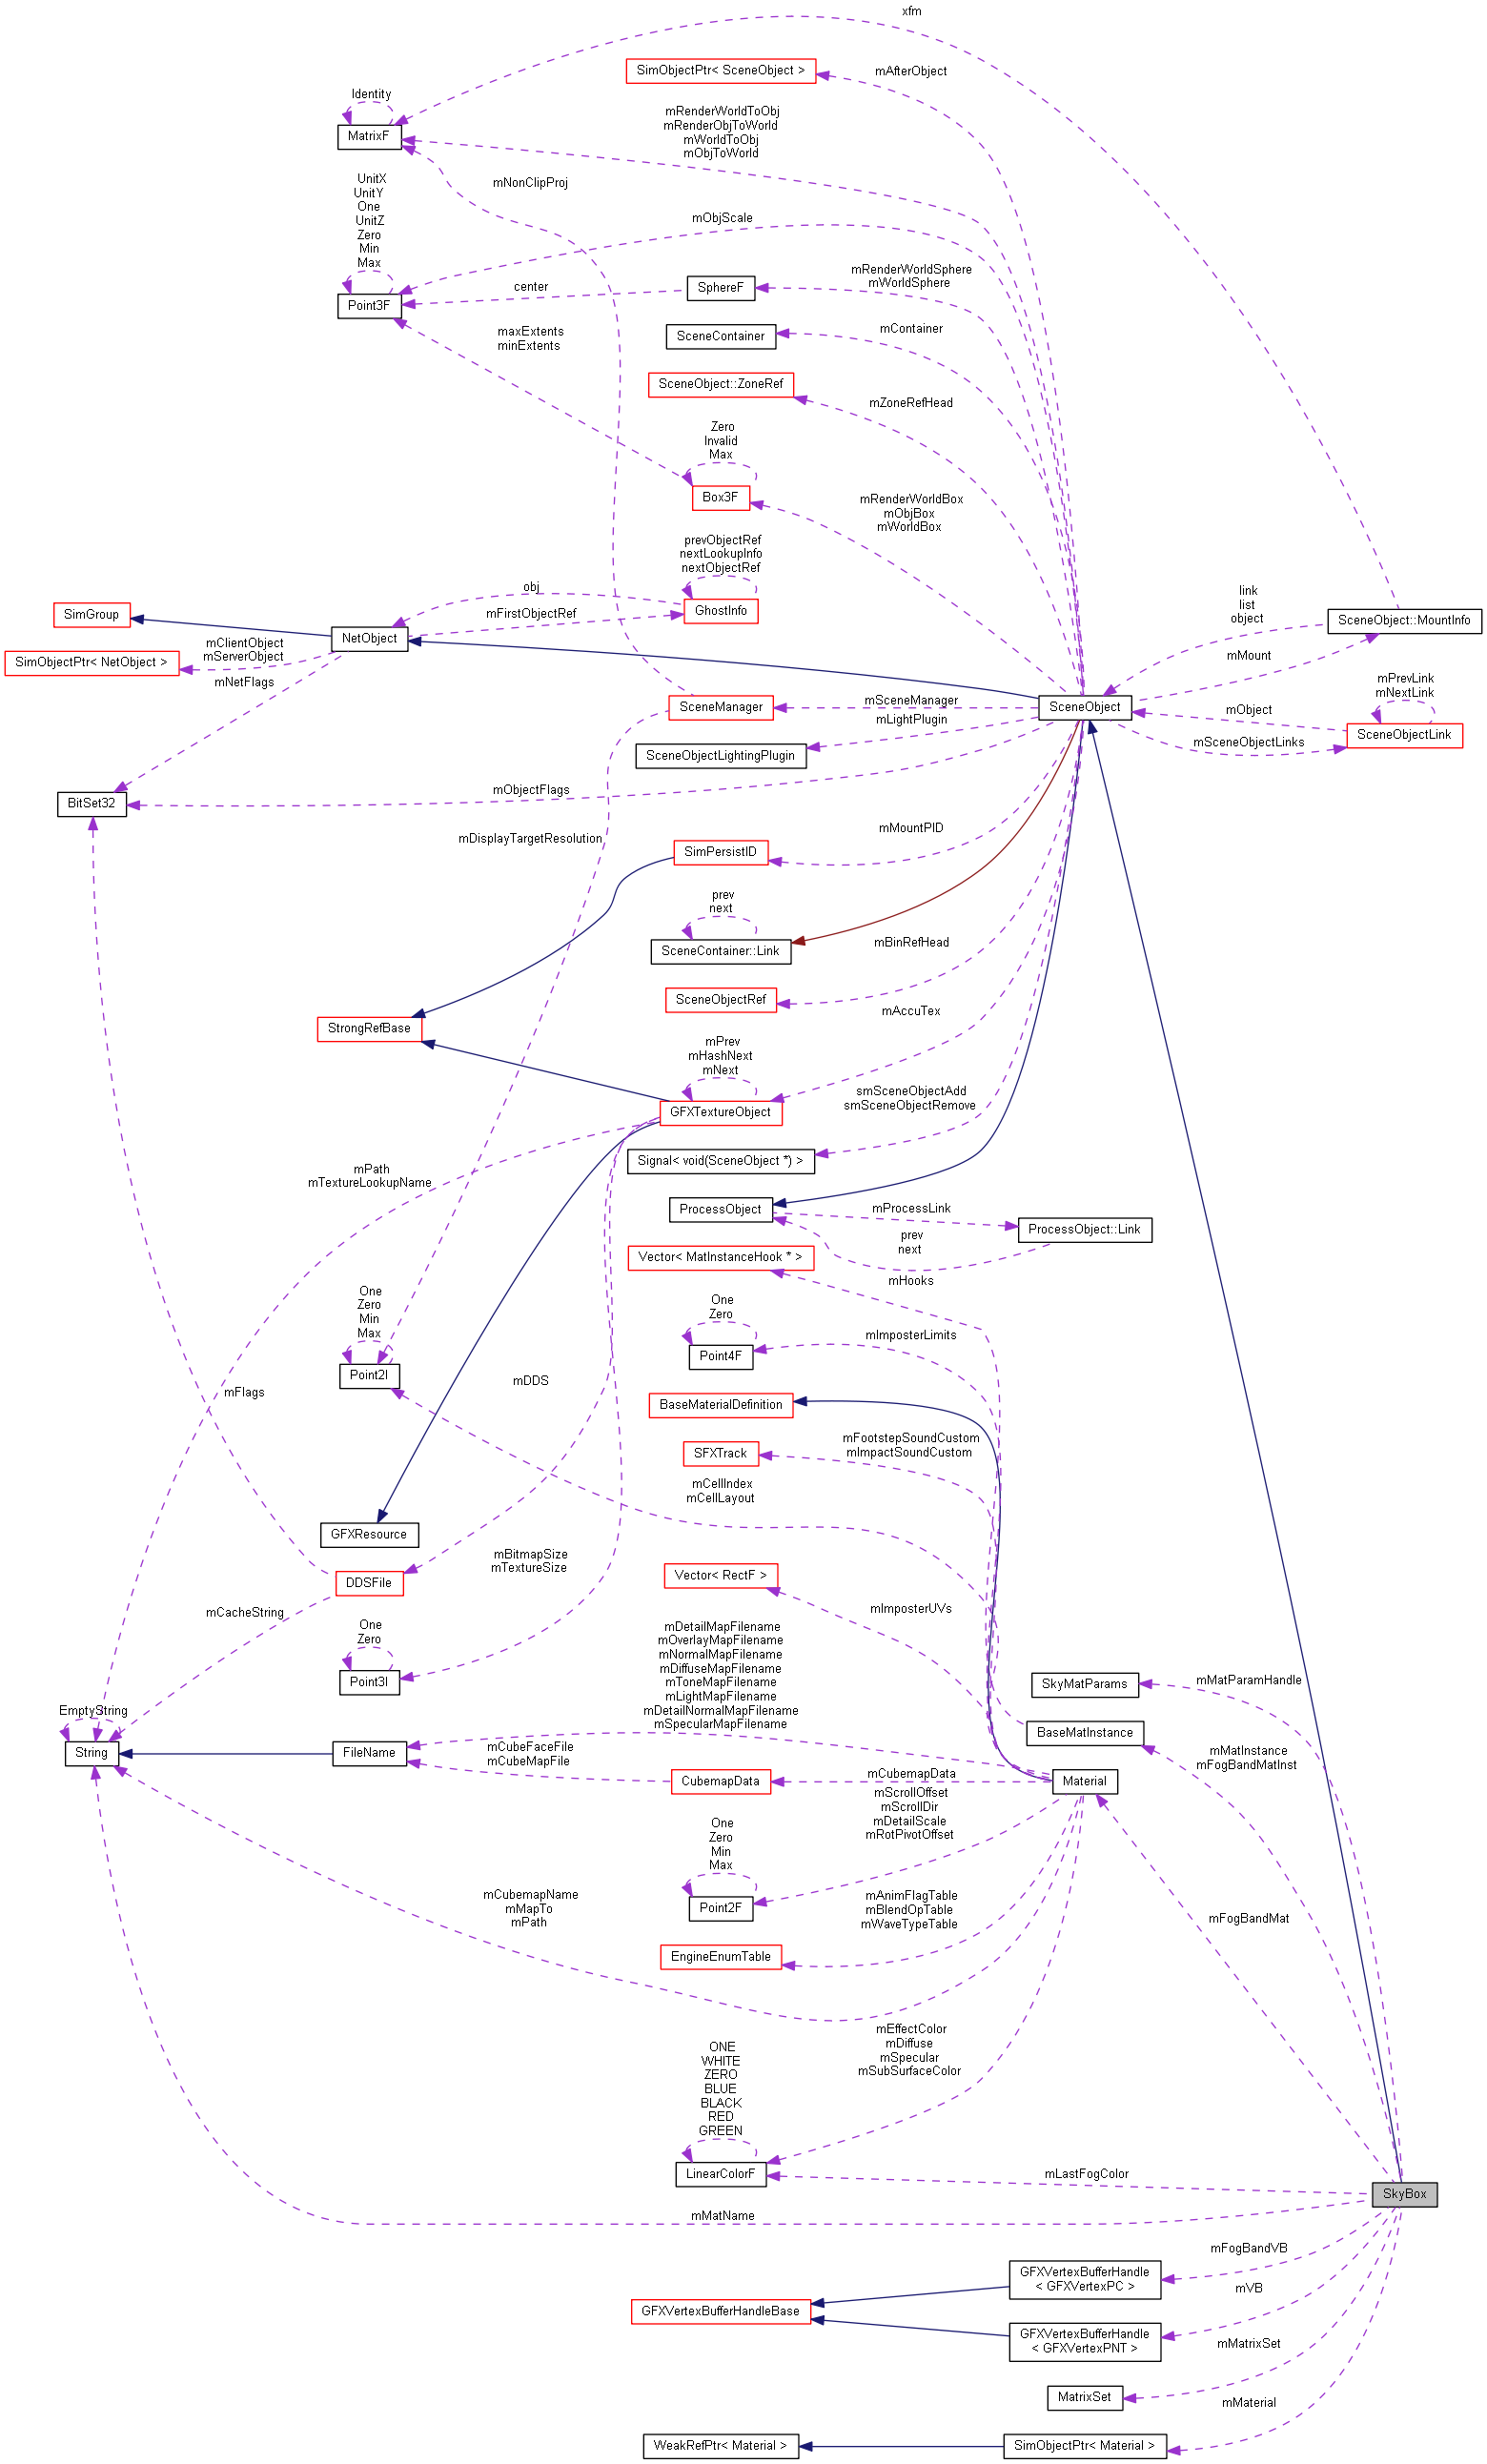 xfm
SimObjectPtr< SceneObject >
mAfterObject
Identity
MatrixF
mRenderWorldToObj
mRenderObjToWorld
mWorldToObj
mObjToWorld
mNonClipProj
UnitX
UnitY
One
UnitZ
Zero
Min
Max
Point3F
mObjScale
center
SphereF
mRenderWorldSphere
mWorldSphere
maxExtents
minExtents
SceneContainer
mContainer
SceneObject::ZoneRef
mZoneRefHead
Zero
Invalid
Max
Box3F
mRenderWorldBox
mObjBox
mWorldBox
prevObjectRef
nextLookupInfo
nextObjectRef
GhostInfo
obj
mFirstObjectRef
SimGroup
NetObject
SimObjectPtr< NetObject >
mClientObject
mServerObject
mNetFlags
link
list
object
SceneObject::MountInfo
mMount
SceneManager
mSceneManager
SceneObject
mPrevLink
mNextLink
mObject
SceneObjectLink
mSceneObjectLinks
mLightPlugin
SceneObjectLightingPlugin
BitSet32
mObjectFlags
mDisplayTargetResolution
SimPersistID
mMountPID
prev
next
SceneContainer::Link
mBinRefHead
SceneObjectRef
mAccuTex
StrongRefBase
mPrev
mHashNext
mNext
GFXTextureObject
smSceneObjectAdd
smSceneObjectRemove
Signal< void(SceneObject *) >
mPath
mTextureLookupName
ProcessObject
mProcessLink
ProcessObject::Link
prev
next
Vector< MatInstanceHook * >
mHooks
One
Zero
Min
Max
Point2I
One
Zero
Point4F
mImposterLimits
mFlags
mDDS
BaseMaterialDefinition
SFXTrack
mFootstepSoundCustom
mImpactSoundCustom
mCellIndex
mCellLayout
GFXResource
mBitmapSize
mTextureSize
DDSFile
Vector< RectF >
mImposterUVs
mCacheString
One
Zero
Point3I
mDetailMapFilename
mOverlayMapFilename
mNormalMapFilename
mDiffuseMapFilename
mToneMapFilename
mLightMapFilename
mDetailNormalMapFilename
mSpecularMapFilename
SkyMatParams
mMatParamHandle
EmptyString
String
FileName
mCubeFaceFile
mCubeMapFile
BaseMatInstance
mMatInstance
mFogBandMatInst
CubemapData
mCubemapData
Material
mScrollOffset
mScrollDir
mDetailScale
mRotPivotOffset
One
Zero
Min
Max
Point2F
mCubemapName
mMapTo
mPath
mAnimFlagTable
mBlendOpTable
mWaveTypeTable
EngineEnumTable
mFogBandMat
mEffectColor
mDiffuse
mSpecular
mSubSurfaceColor
ONE
WHITE
ZERO
BLUE
BLACK
RED
GREEN
LinearColorF
mLastFogColor
SkyBox
mMatName
mFogBandVB
GFXVertexBufferHandle
< GFXVertexPC >
mVB
GFXVertexBufferHandleBase
GFXVertexBufferHandle
< GFXVertexPNT >
mMatrixSet
MatrixSet
mMaterial
WeakRefPtr< Material >
SimObjectPtr< Material >